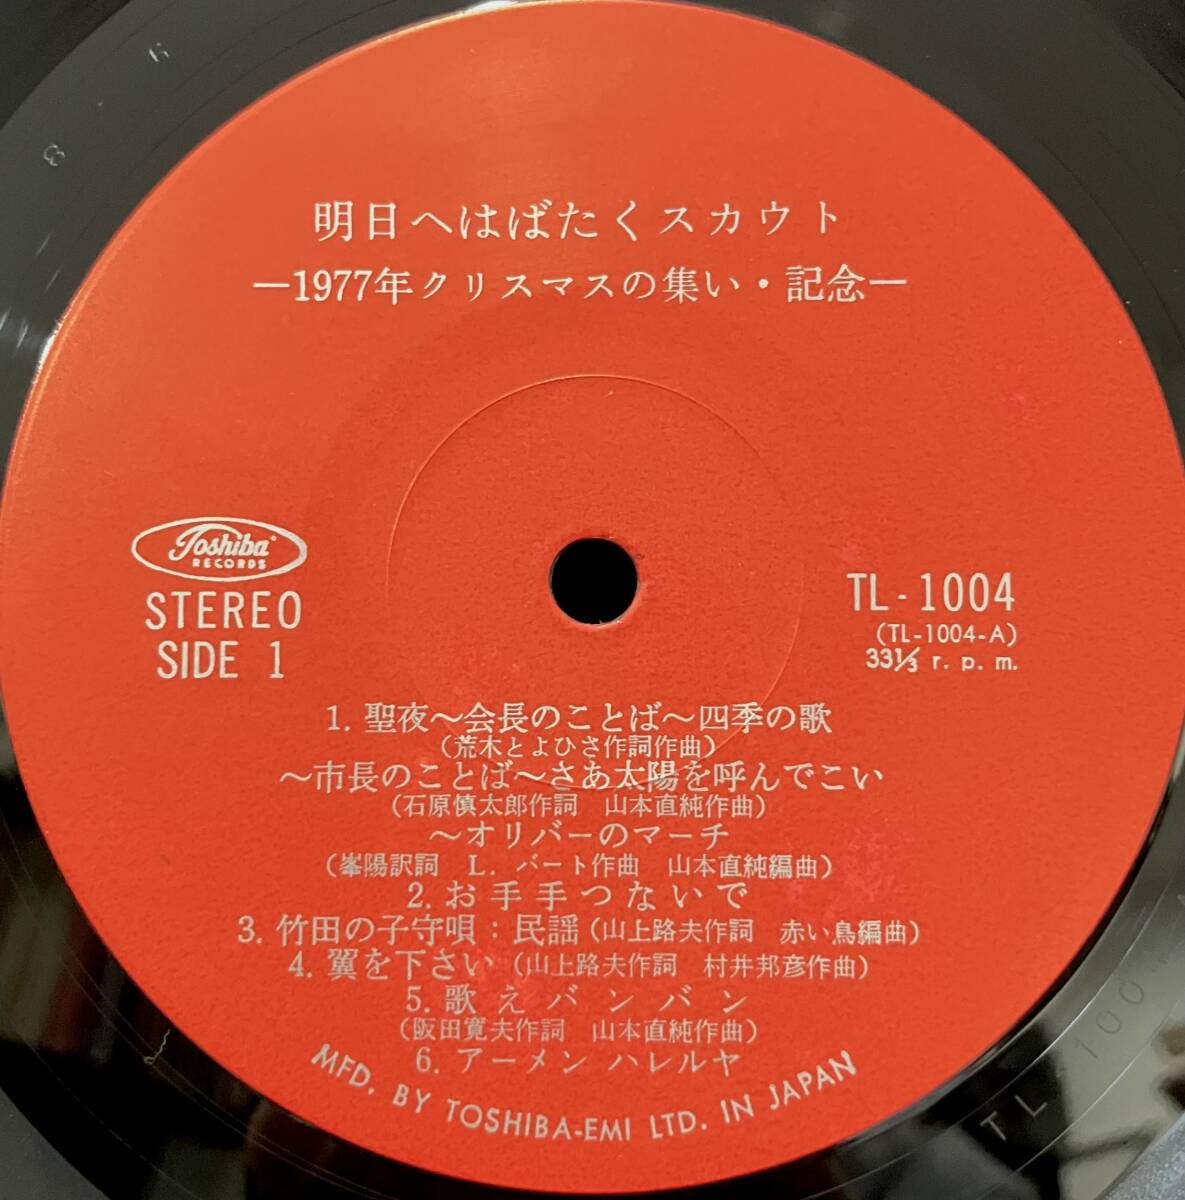 明日へはばたくスカウト
―1977年クリスマスの集い・記念―
Toshiba
RECORDS
STEREO
SIDE 1
TL-1004
(TL-1004-A)
33⅓ r.p.m.
1. 聖夜～会長のことば～四季の歌
(荒木とよひさ作詞作曲)
～市長のことば～さあ太陽を呼んでこい
(石原慎太郎作詞 山本直純作曲)
～オリバーのマーチ
(峯陽訳詞 L. バート作曲 山本直純編曲)
2. お手手つないで
3. 竹田の子守唄：民謡(山上路夫作詞 赤い鳥編曲)
4. 翼を下さい (山上路夫作詞 村井邦彦作曲)
5. 歌えバンバン
(阪田寛夫作詞 山本直純作曲)
6. アーメン ハレルヤ
MFD. BY TOSHIBA-EMI LTD. IN JAPAN